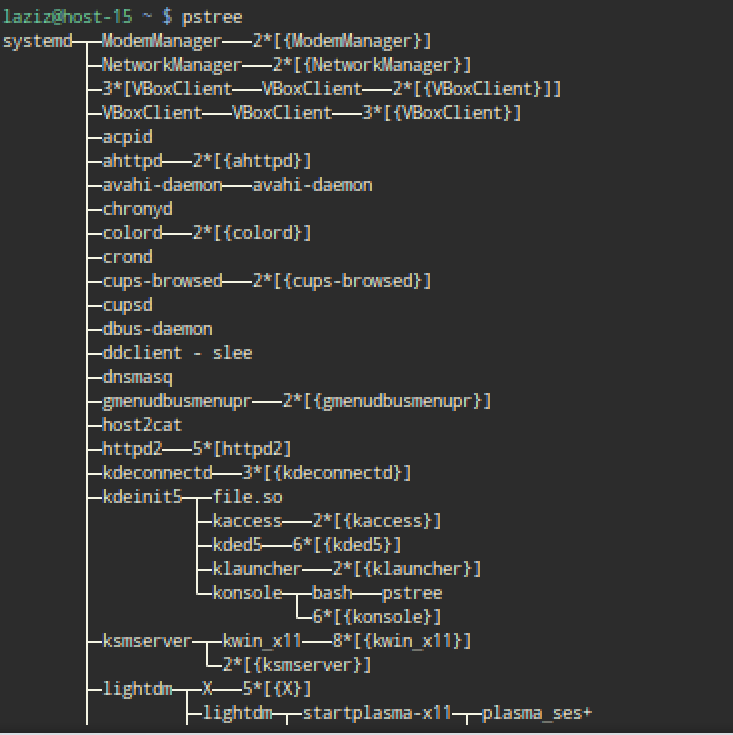 laziz@host-15 ~ $ pstree
systemd─┬─ModemManager───2*[{ModemManager}]
        ├─NetworkManager───2*[{NetworkManager}]
        ├─3*[VBoxClient───VBoxClient───2*[{VBoxClient}]]
        ├─VBoxClient───VBoxClient───3*[{VBoxClient}]
        ├─acpid
        ├─ahttpd───2*[{ahttpd}]
        ├─avahi-daemon───avahi-daemon
        ├─chronyd
        ├─colord───2*[{colord}]
        ├─crond
        ├─cups-browsed───2*[{cups-browsed}]
        ├─cupsd
        ├─dbus-daemon
        ├─ddclient - slee
        ├─dnsmasq
        ├─gmenudbusmenupr───2*[{gmenudbusmenupr}]
        ├─host2cat
        ├─httpd2───5*[httpd2]
        ├─kdeconnectd───3*[{kdeconnectd}]
        ├─kdeinit5─┬─file.so
        │          ├─kaccess───2*[{kaccess}]
        │          ├─kded5───6*[{kded5}]
        │          ├─klauncher───2*[{klauncher}]
        │          └─konsole─┬─bash───pstree
        │                    └─6*[{konsole}]
        ├─ksmserver─┬─kwin_x11───8*[{kwin_x11}]
        │           └─2*[{ksmserver}]
        ├─lightdm─┬─X───5*[{X}]
        │         ├─lightdm─┬─startplasma-x11─┬─plasma_ses+